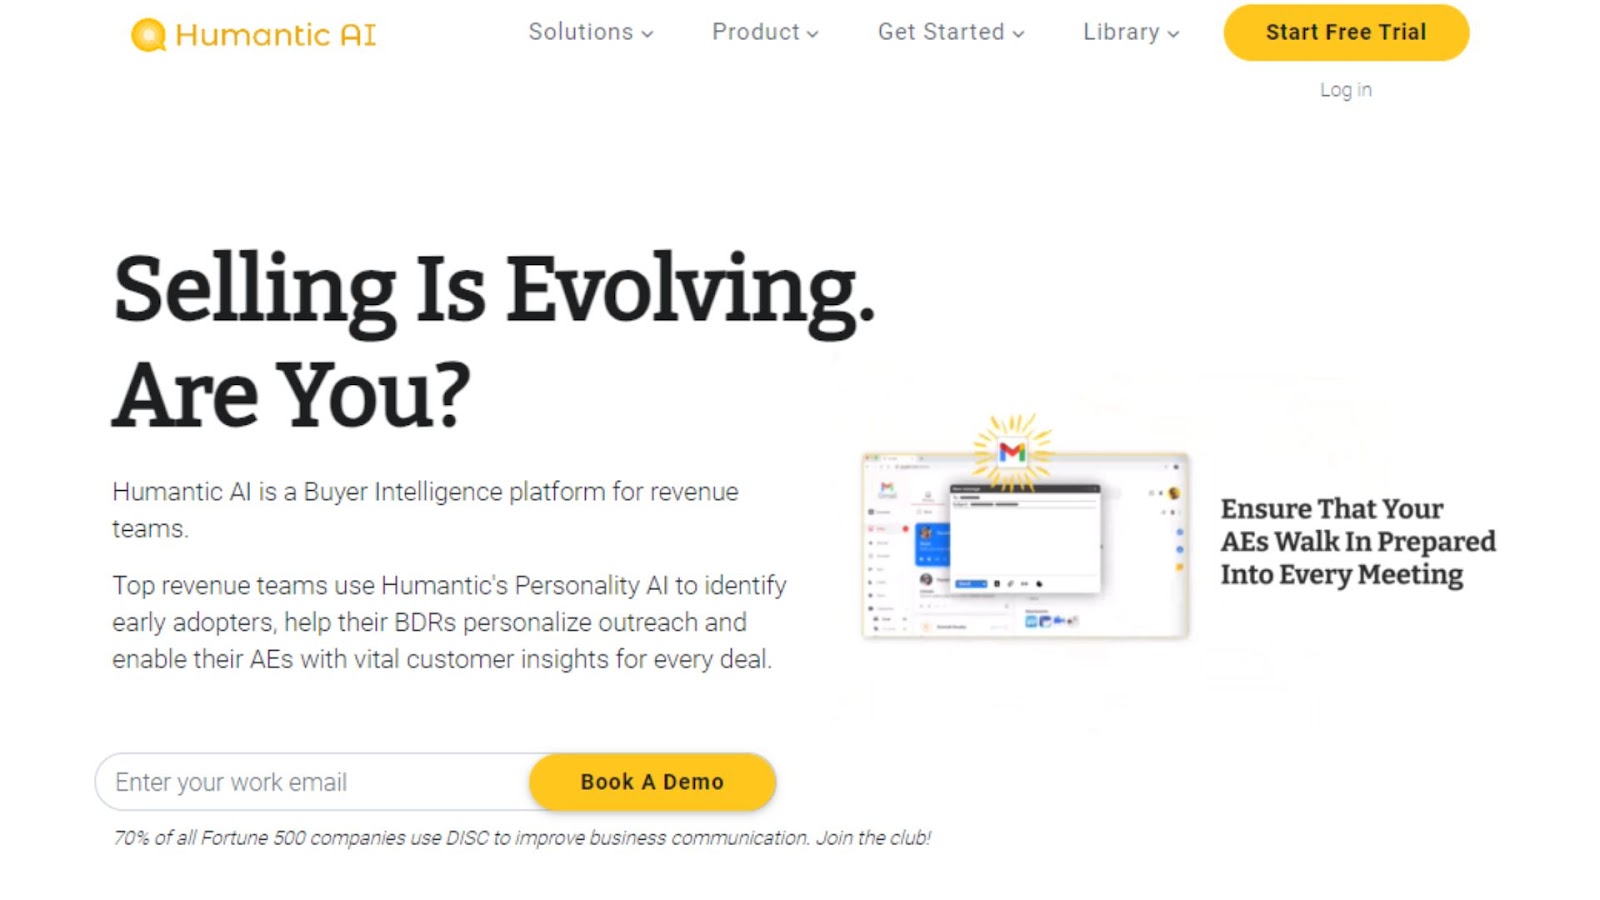 Humantic AI
Solutions
Product
Get Started
Library
Start Free Trial
Log in
Selling Is Evolving.
Are You?
Humantic AI is a Buyer Intelligence platform for revenue
teams.
Top revenue teams use Humantic's Personality AI to identify
early adopters, help their BDRs personalize outreach and
enable their AEs with vital customer insights for every deal.
Gmail
Ensure That Your
AEs Walk In Prepared
Into Every Meeting
Enter your work email
Book A Demo
70% of all Fortune 500 companies use DISC to improve business communication. Join the club!